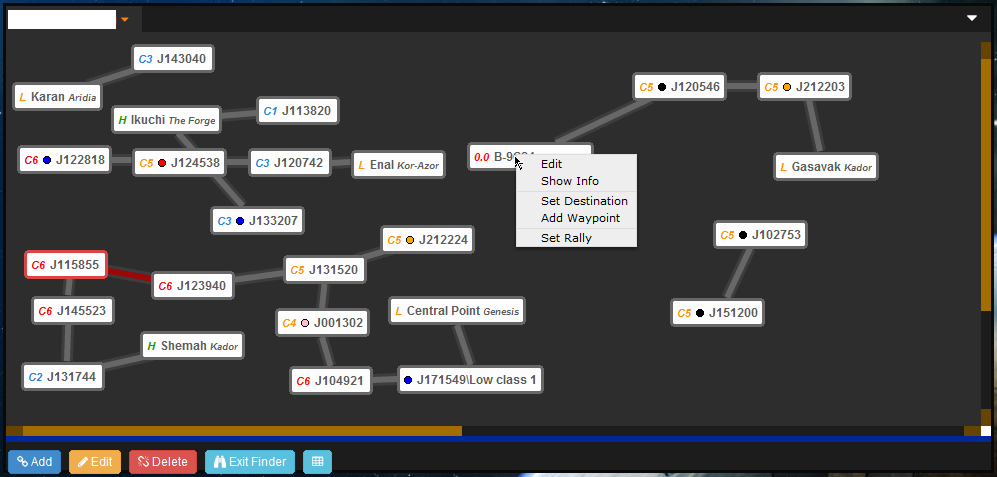 C3 J143040
L Karan Aridia
H Ikuchi The Forge
C1 J113820
C6 J122818
C5 J124538
C3 J120742
L Enal Kor-Azor
C3 J133207
C5 J120546
C5 J212203
0.0
L Gasavak Kador
Edit
Show Info
Set Destination
Add Waypoint
Set Rally
C5 J212224
C5 J102753
C6 J115855
C6 J123940
C5 J131520
C6 J145523
C4 J001302
L Central Point Genesis
C5 J151200
H Shemah Kador
C2 J131744
C6 J104921
J171549\Low class 1
Add
Edit
Delete
Exit Finder